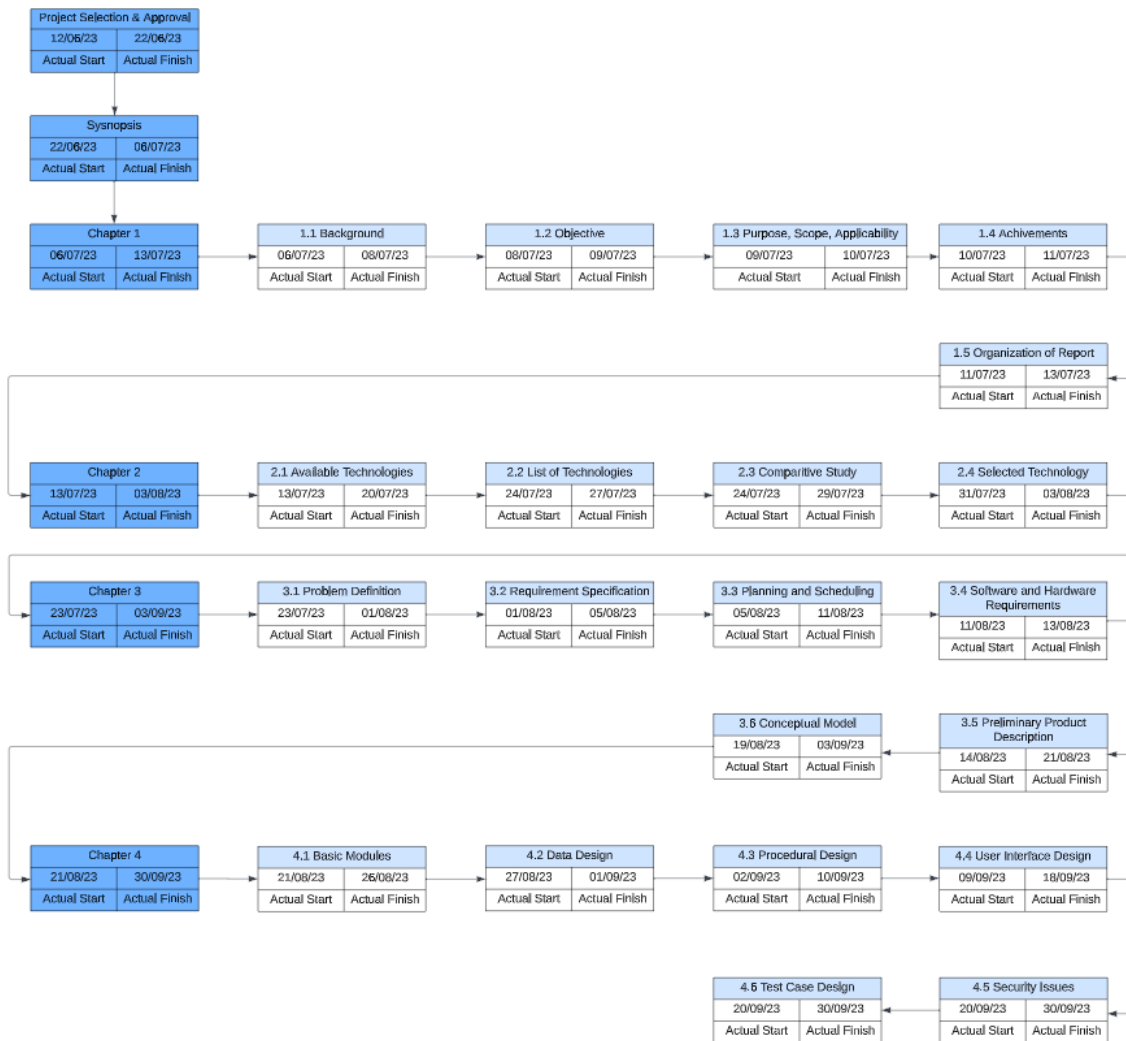 Project Selection & Approval
12/06/23 22/06/23
Actual Start Actual Finish
Sysnopsis
22/06/23 06/07/23
Actual Start Actual Finish
Chapter 1
06/07/23 13/07/23
Actual Start Actual Finish
1.1 Background
06/07/23 08/07/23
Actual Start Actual Finish
1.2 Objective
08/07/23 09/07/23
Actual Start Actual Finish
1.3 Purpose, Scope, Applicability
09/07/23 10/07/23
Actual Start Actual Finish
1.4 Achivements
10/07/23 11/07/23
Actual Start Actual Finish
1.5 Organization of Report
11/07/23 13/07/23
Actual Start Actual Finish
Chapter 2
13/07/23 03/08/23
Actual Start Actual Finish
2.1 Available Technologies
13/07/23 20/07/23
Actual Start Actual Finish
2.2 List of Technologies
24/07/23 27/07/23
Actual Start Actual Finish
2.3 Comparitive Study
24/07/23 29/07/23
Actual Start Actual Finish
2.4 Selected Technology
31/07/23 03/08/23
Actual Start Actual Finish
Chapter 3
23/07/23 03/09/23
Actual Start Actual Finish
3.1 Problem Definition
23/07/23 01/08/23
Actual Start Actual Finish
3.2 Requirement Specification
01/08/23 05/08/23
Actual Start Actual Finish
3.3 Planning and Scheduling
05/08/23 11/08/23
Actual Start Actual Finish
3.4 Software and Hardware
Requirements
11/08/23 13/08/23
Actual Start Actual Finish
3.5 Preliminary Product
Description
14/08/23 21/08/23
Actual Start Actual Finish
3.6 Conceptual Model
19/08/23 03/09/23
Actual Start Actual Finish
Chapter 4
21/08/23 30/09/23
Actual Start Actual Finish
4.1 Basic Modules
21/08/23 26/08/23
Actual Start Actual Finish
4.2 Data Design
27/08/23 01/09/23
Actual Start Actual Finish
4.3 Procedural Design
02/09/23 10/09/23
Actual Start Actual Finish
4.4 User Interface Design
09/09/23 18/09/23
Actual Start Actual Finish
4.5 Security Issues
20/09/23 30/09/23
Actual Start Actual Finish
4.6 Test Case Design
20/09/23 30/09/23
Actual Start Actual Finish